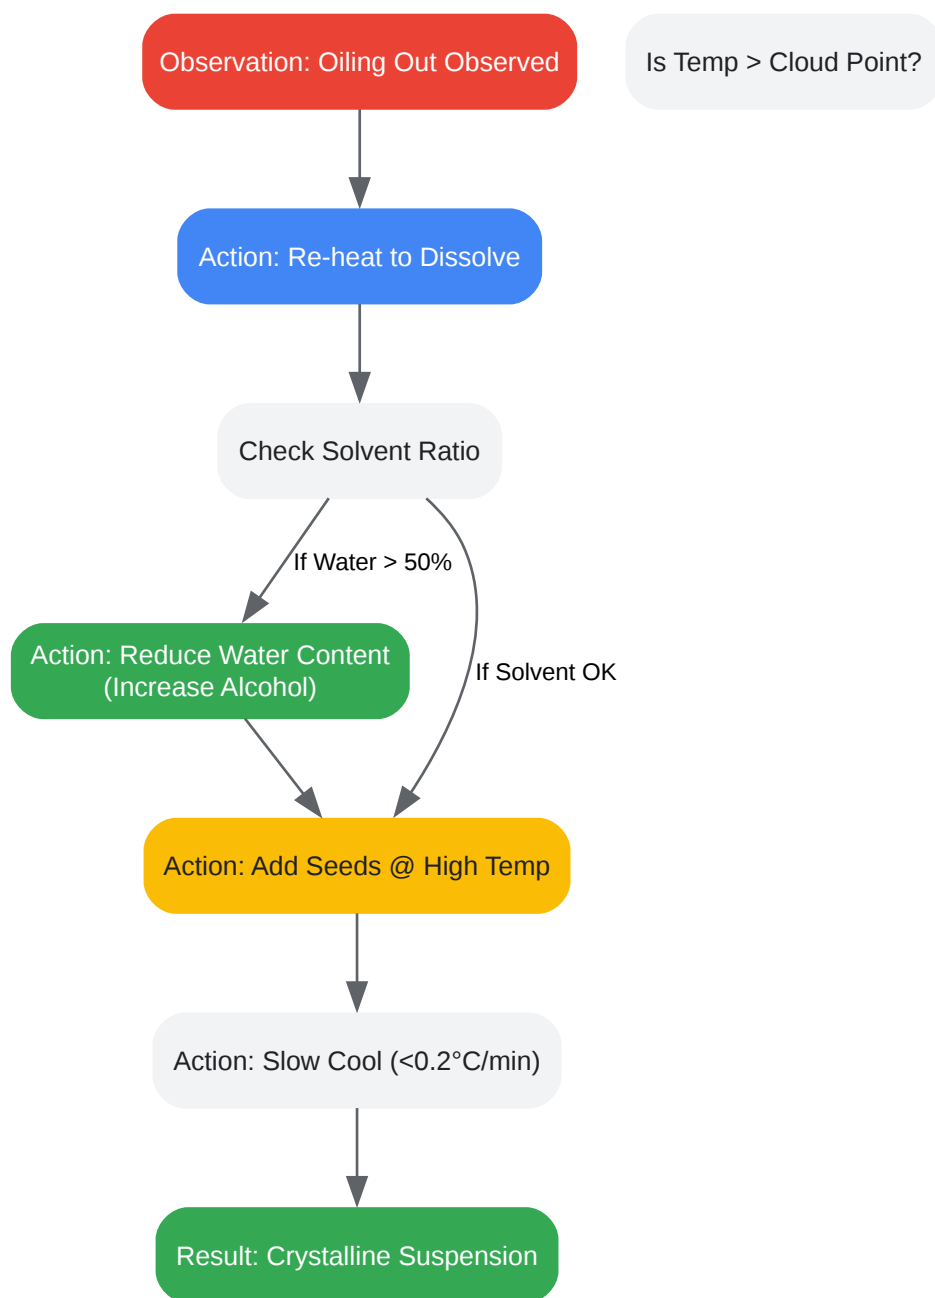 Observation: Oiling Out Observed
Is Temp > Cloud Point?
Action: Re-heat to Dissolve
Check Solvent Ratio
If Water > 50%
Action: Reduce Water Content
(Increase Alcohol)
If Solvent OK
Action: Add Seeds @ High Temp
Action: Slow Cool (<0.2°C/min)
Result: Crystalline Suspension